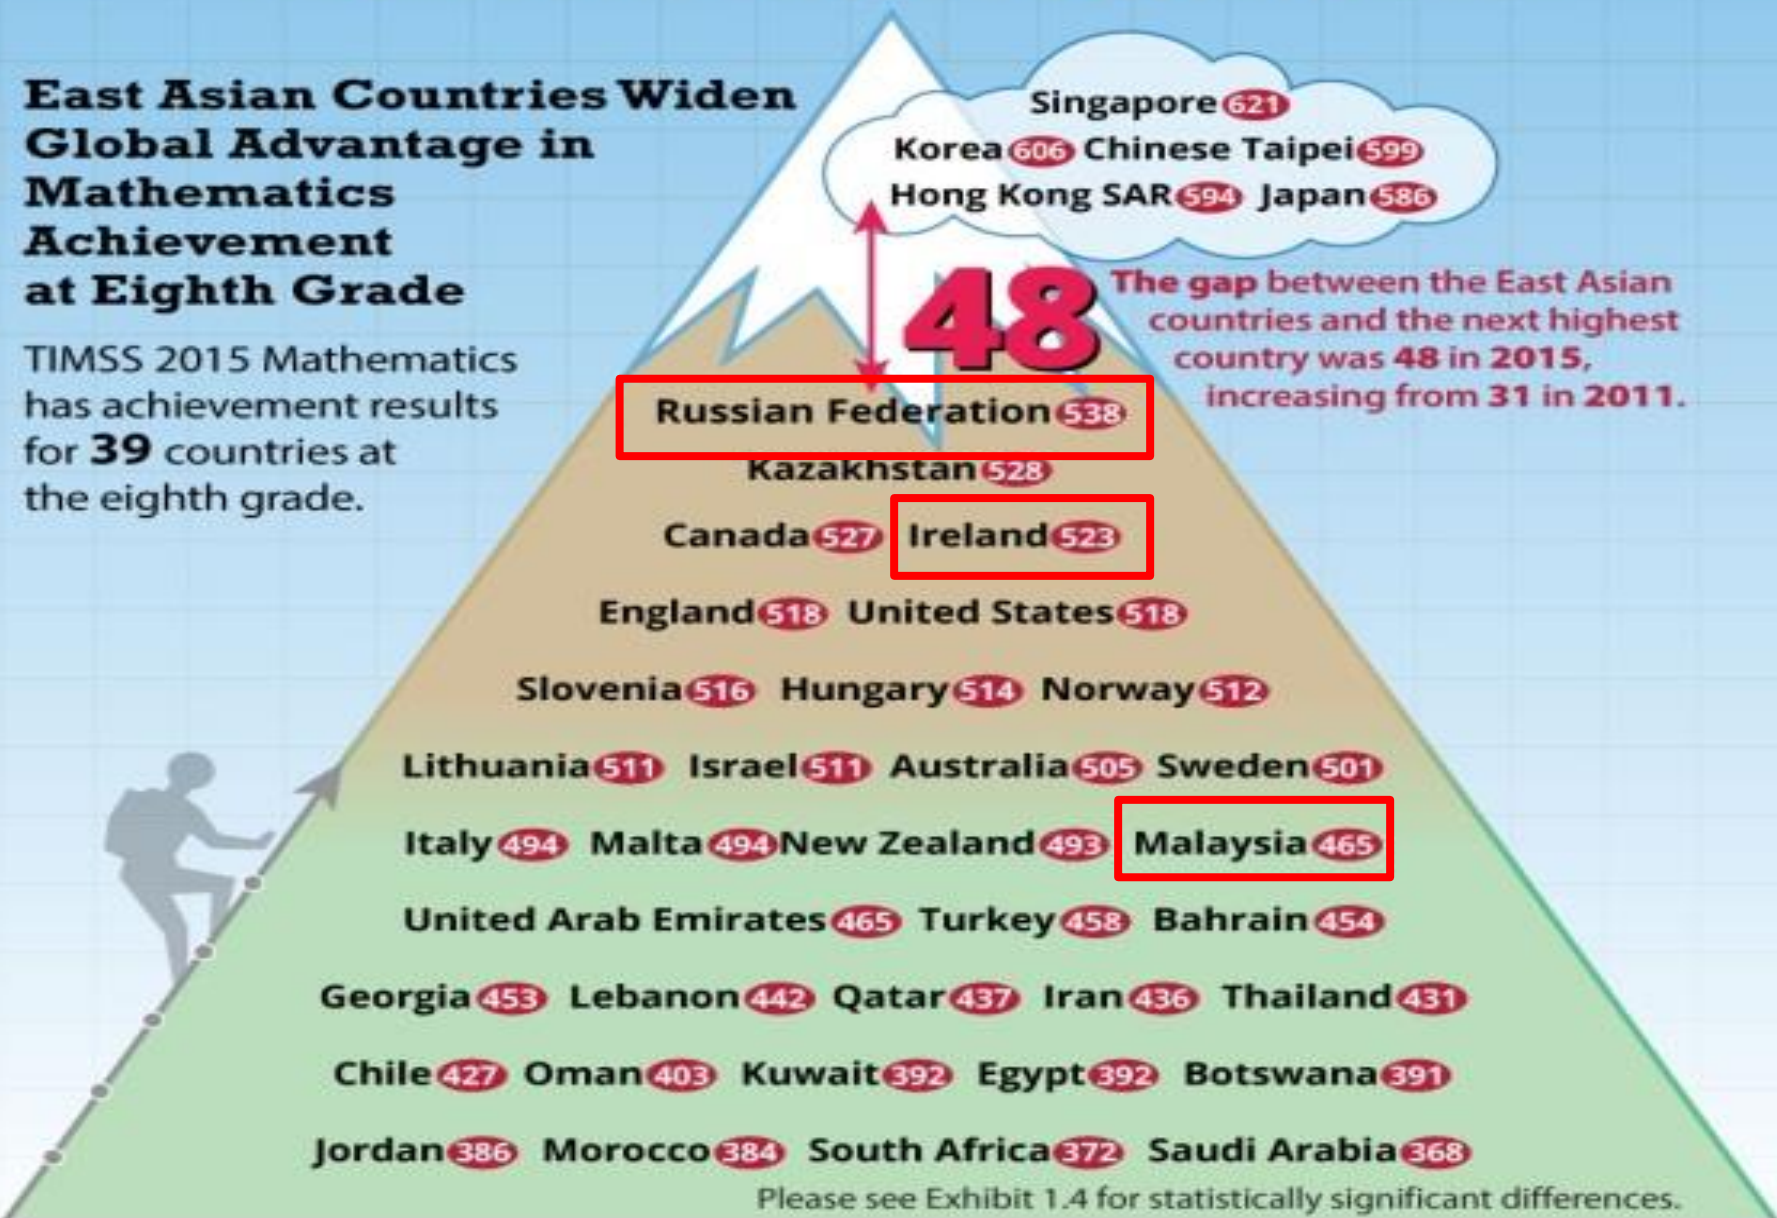 East Asian Countries Widen
Global Advantage in
Mathematics
Achievement
at Eighth Grade
TIMSS 2015 Mathematics
has achievement results
for 39 countries at
the eighth grade.
Singapore 621
Korea 606 Chinese Taipei 599
Hong Kong SAR 594 Japan 586
48
The gap between the East Asian
countries and the next highest
country was 48 in 2015,
increasing from 31 in 2011.
Russian Federation 538
Kazakhstan 528
Canada 527 Ireland 523
England 518 United States 518
Slovenia 516 Hungary 514 Norway 512
Lithuania 511 Israel 511 Australia 505 Sweden 501
Italy 494 Malta 494 New Zealand 493 Malaysia 465
United Arab Emirates 465 Turkey 458 Bahrain 454
Georgia 453 Lebanon 442 Qatar 437 Iran 436 Thailand 431
Chile 427 Oman 403 Kuwait 392 Egypt 392 Botswana 391
Jordan 386 Morocco 384 South Africa 372 Saudi Arabia 368
Please see Exhibit 1.4 for statistically significant differences.